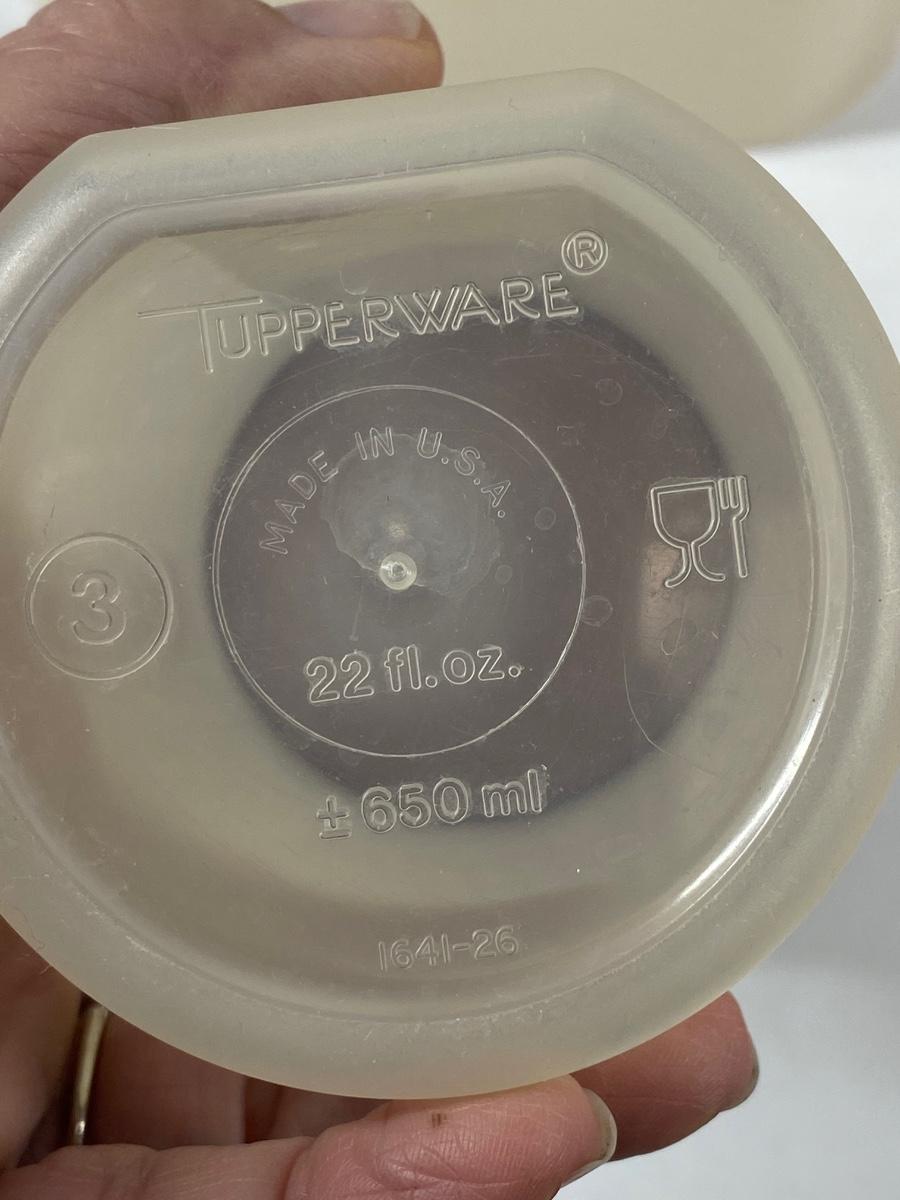 TUPPERWARE®
MADE IN U.S.A.
3
22 fl.oz.
± 650 ml
1641-26